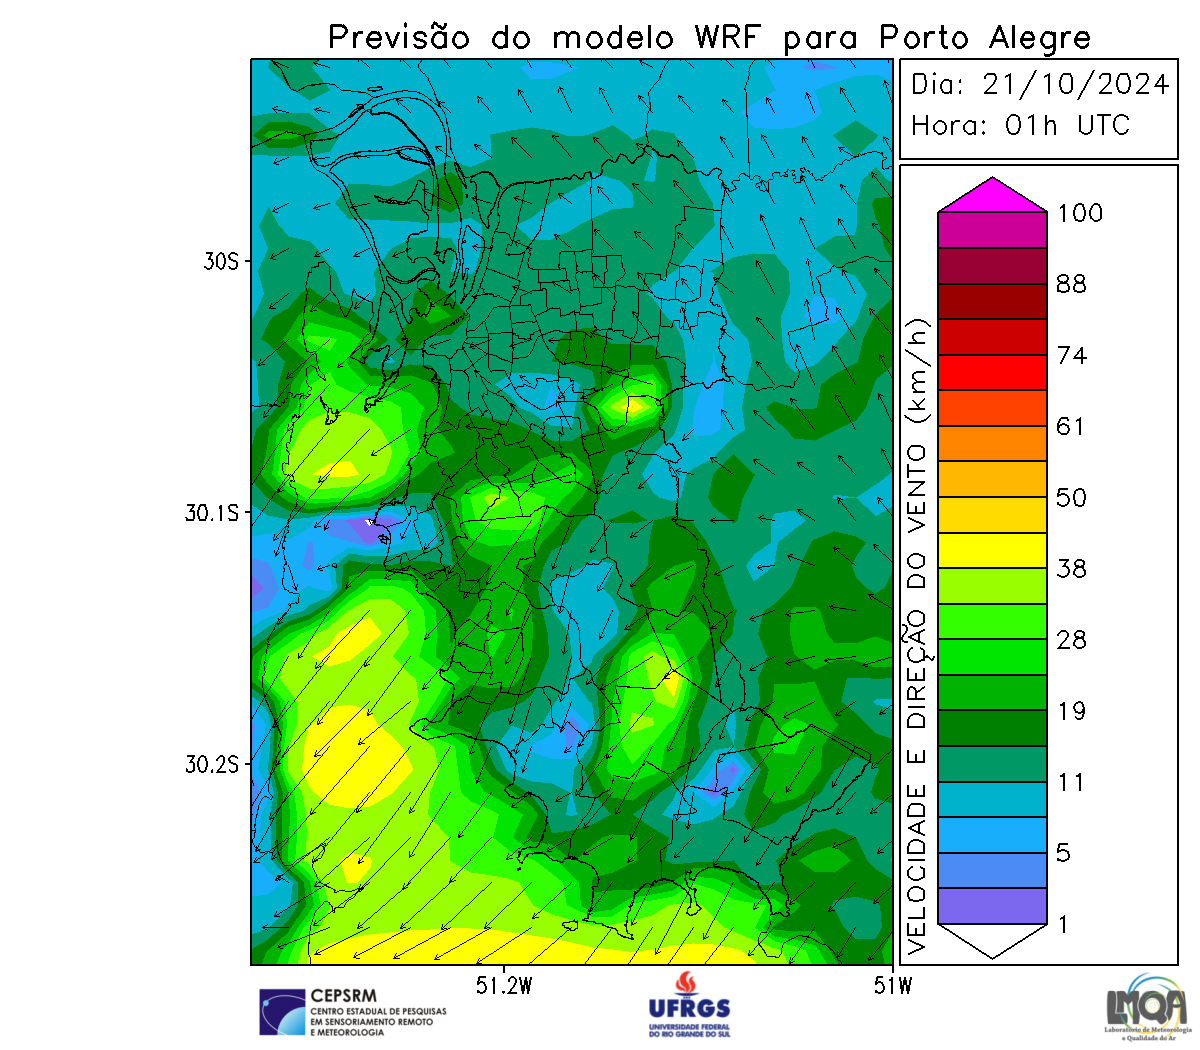 Previsão do modelo WRF para Porto Alegre
Dia: 21/10/2024
Hora: 01h UTC
100
88
74
61
50
38
28
19
11
5
1
VELOCIDADE E DIREÇÃO DO VENTO (km/h)
30S
30.1S
30.2S
51.2W
51W
CEPSRM
CENTRO ESTADUAL DE PESQUISAS
EM SENSORIAMENTO REMOTO
E METEOROLOGIA
UFRGS
UNIVERSIDADE FEDERAL
DO RIO GRANDE DO SUL
LMQA
Laboratório de Meteorologia
e Qualidade do Ar